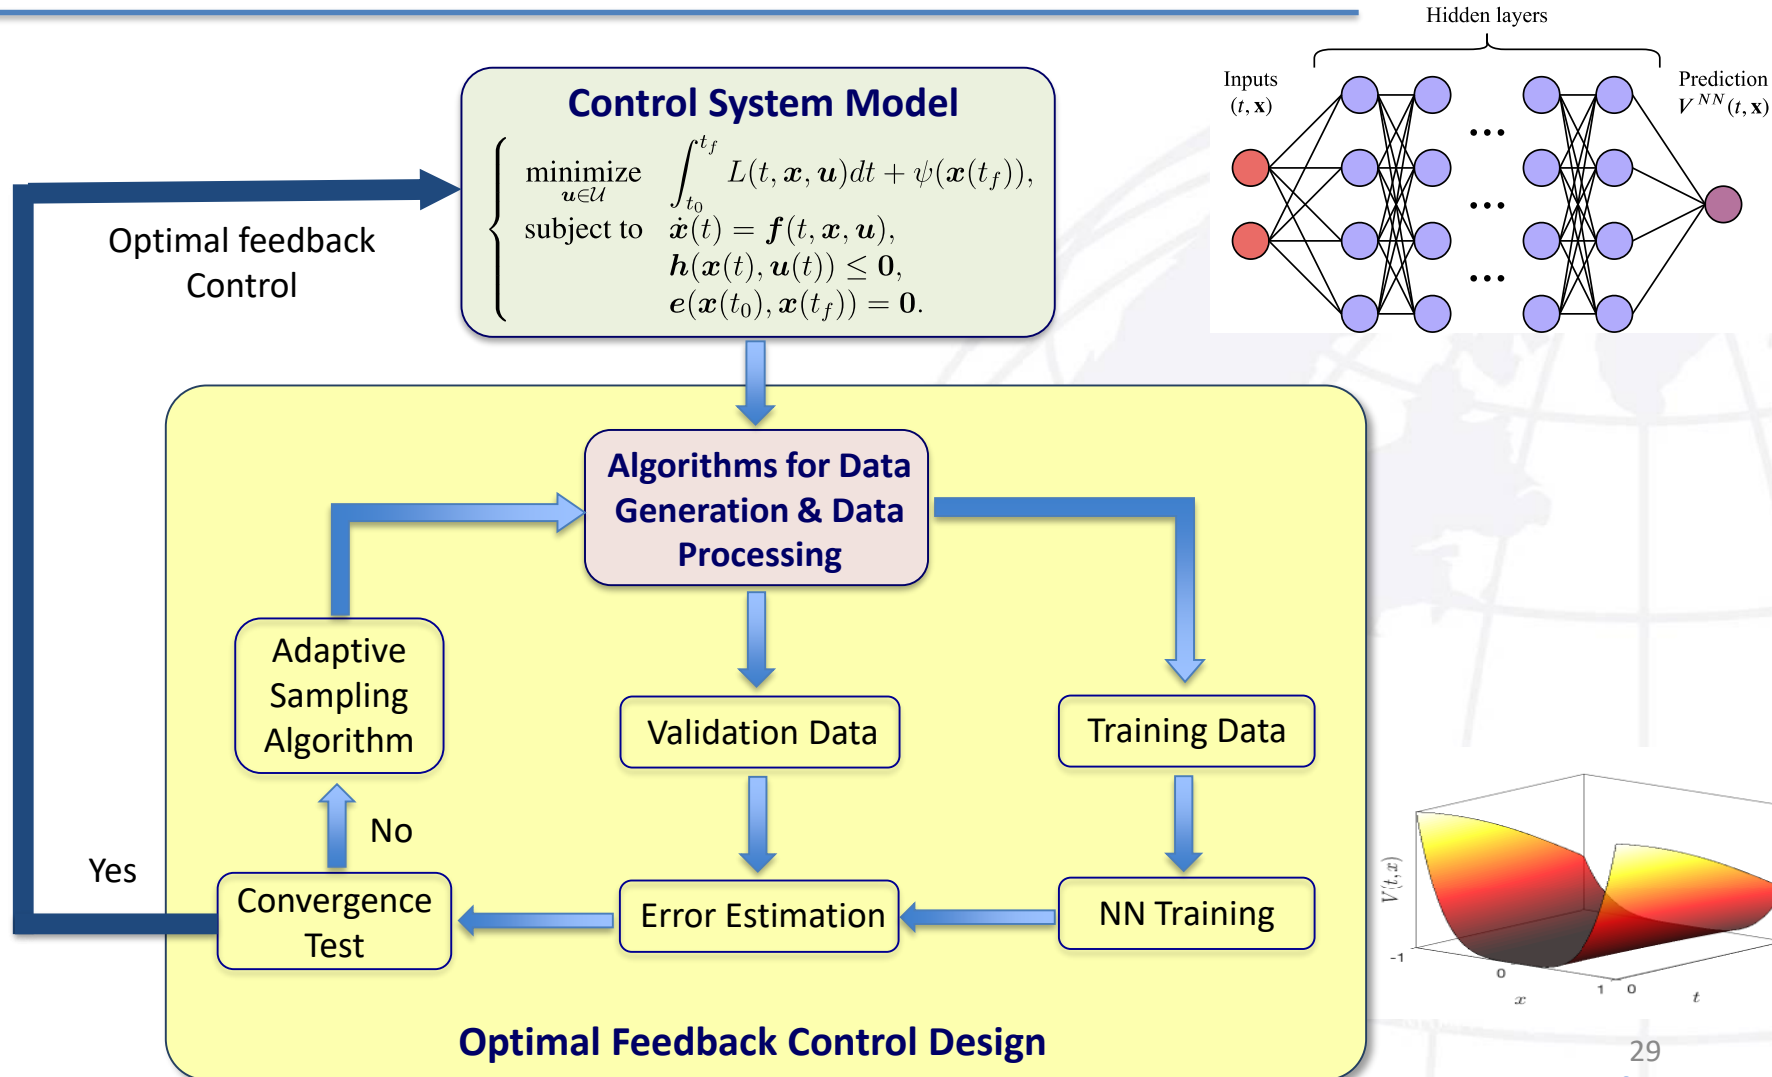 Hidden layers
Inputs
(t, x)
Prediction
V^{NN}(t, x)
...
...
...
Control System Model
minimize ∫_{t_0}^{t_f} L(t, x, u)dt + ψ(x(t_f)),
u∈𝒰
subject to ẋ(t) = f(t, x, u),
h(x(t), u(t)) ≤ 0,
e(x(t_0), x(t_f)) = 0.
Optimal feedback
Control
Algorithms for Data
Generation & Data
Processing
Adaptive
Sampling
Algorithm
Validation Data
Training Data
No
Yes
Convergence
Test
Error Estimation
NN Training
Optimal Feedback Control Design
V(t, x)
-1
0
1
x
0
t
29